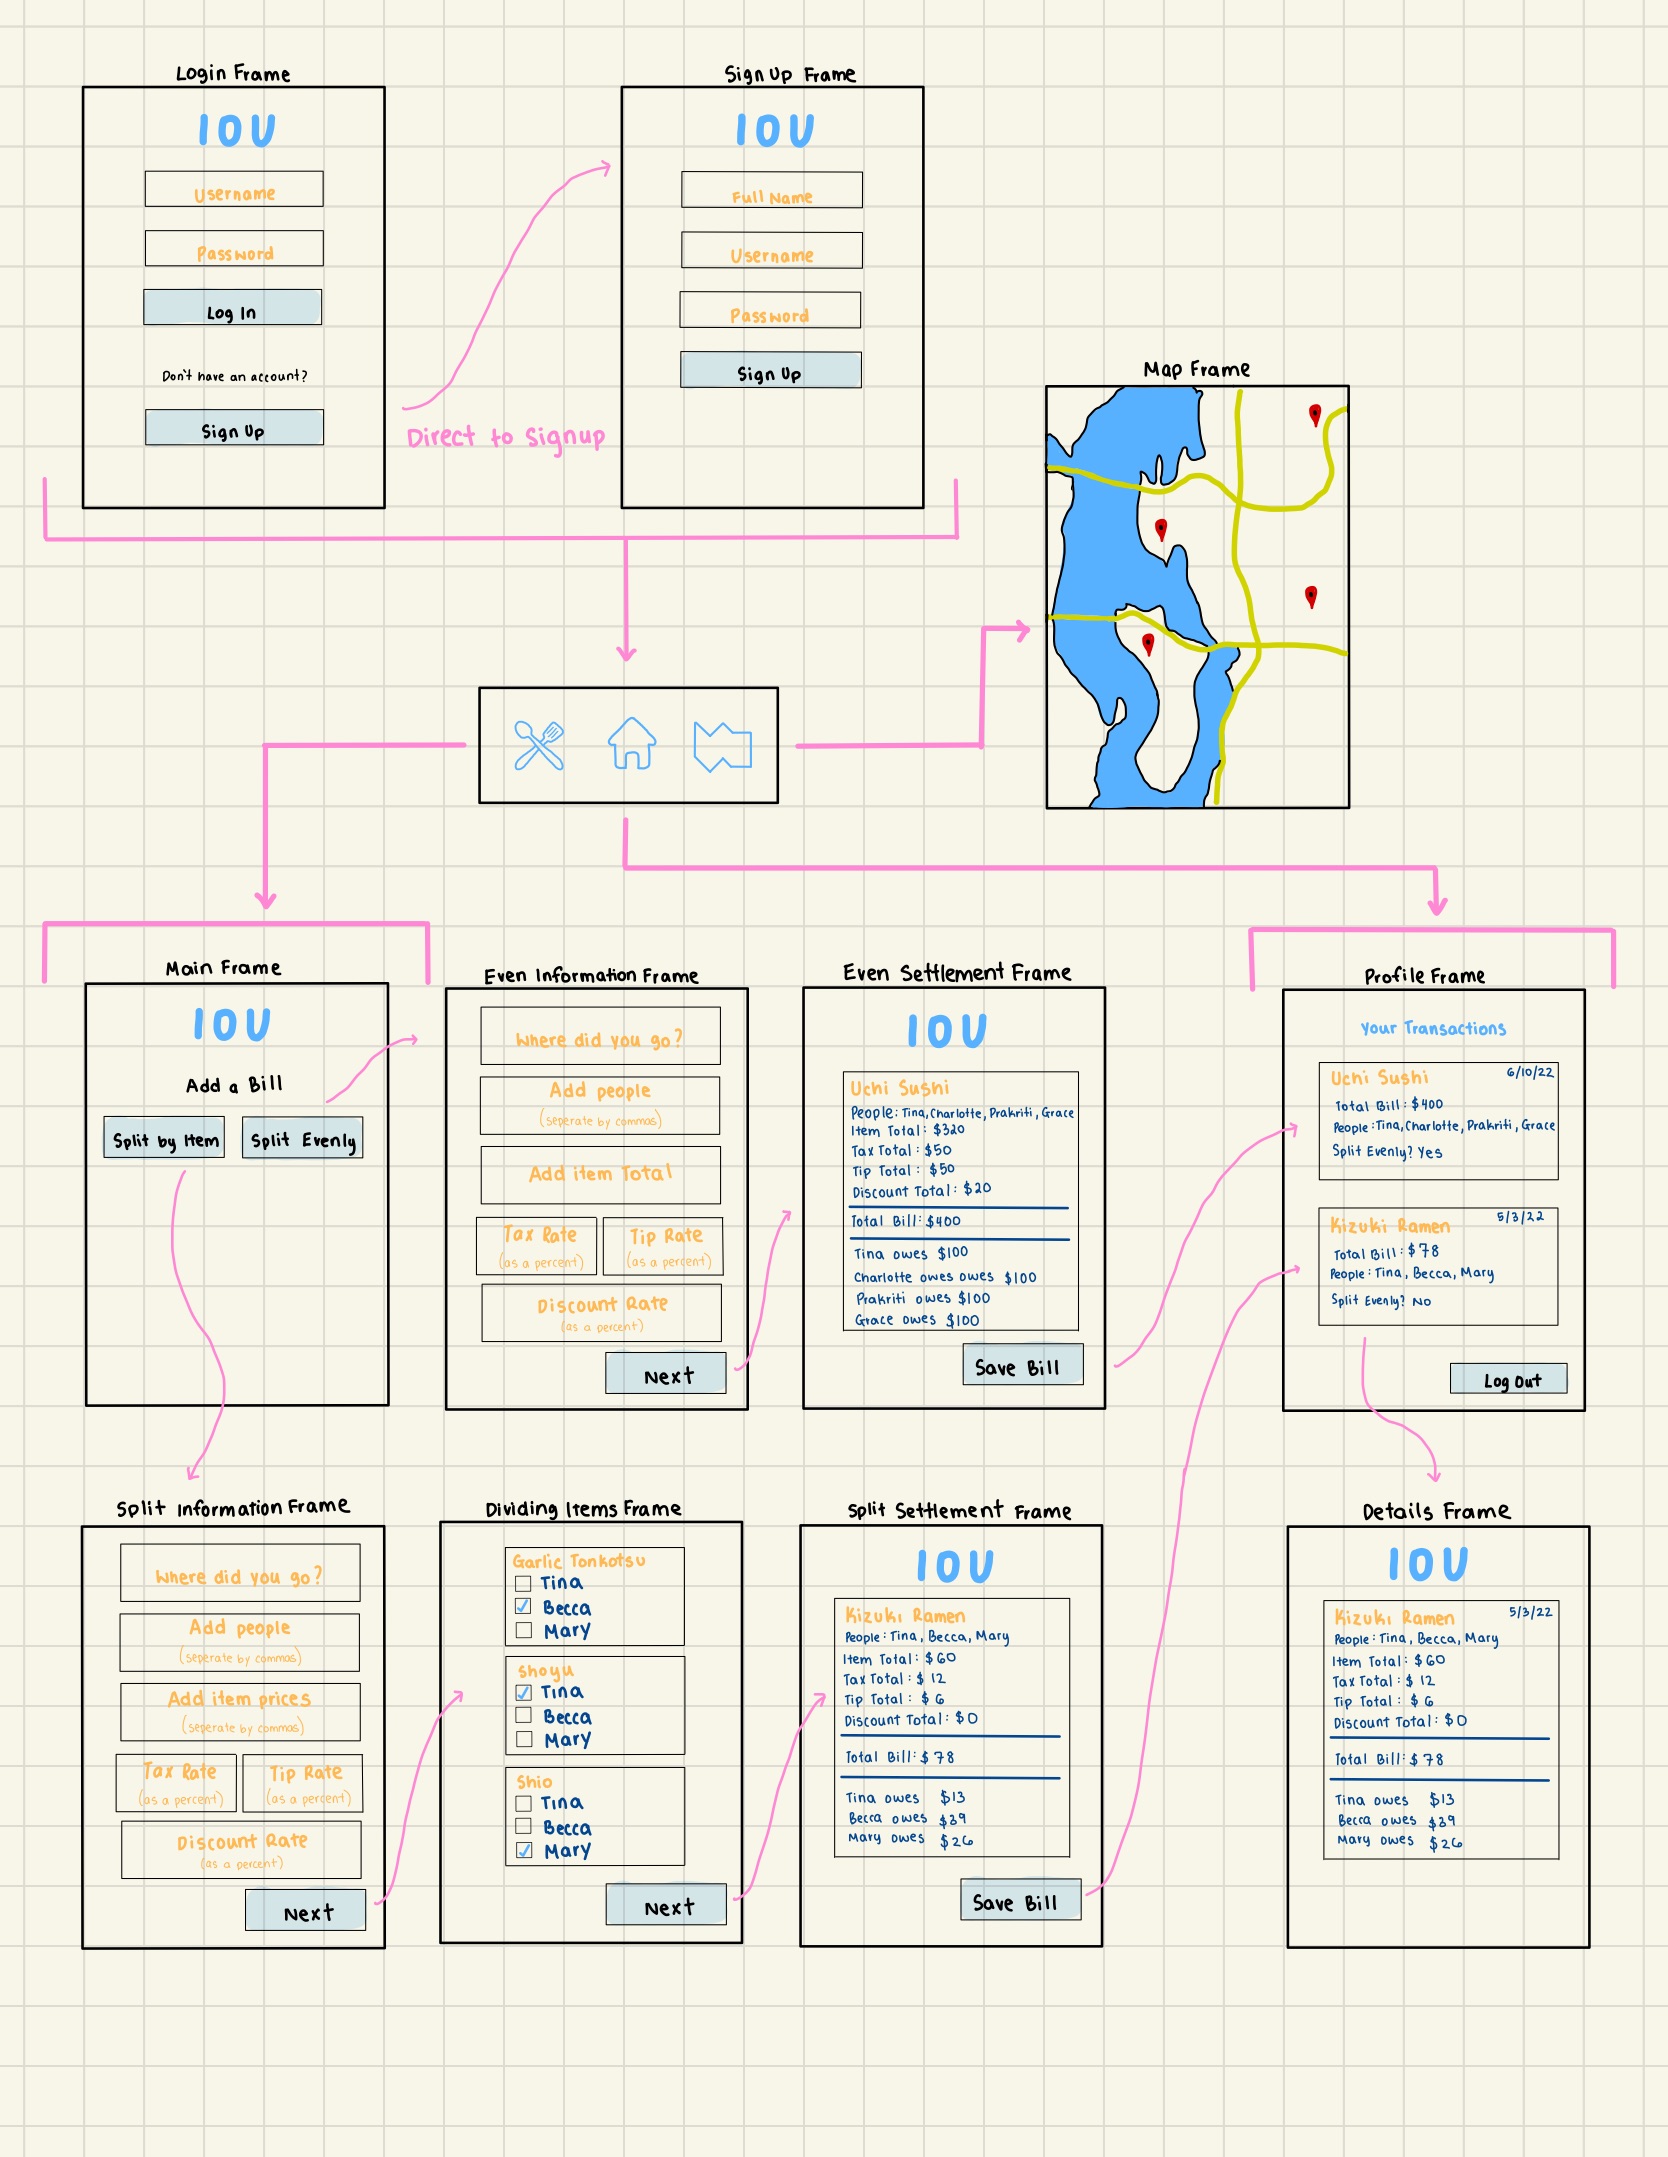 Login Frame
IOU
Username
Password
Log In
Don't have an account?
Sign Up
Direct to Signup
Sign Up Frame
IOU
Full Name
Username
Password
Sign Up
Map Frame
Main Frame
IOU
Add a Bill
Split by Item
Split Evenly
Even Information Frame
Where did you go?
Add people
(seperate by commas)
Add item Total
Tax Rate
(as a percent)
Tip Rate
(as a percent)
Discount Rate
(as a percent)
Next
Even Settlement Frame
IOU
Uchi Sushi
People: Tina, Charlotte, Prakriti, Grace
Item Total: $320
Tax Total: $50
Tip Total: $50
Discount Total: $20
Total Bill: $400
Tina owes $100
Charlotte owes owes $100
Prakriti owes $100
Grace owes $100
Save Bill
Profile Frame
Your Transactions
Uchi Sushi 6/10/22
Total Bill: $400
People: Tina, Charlotte, Prakriti, Grace
Split Evenly? Yes
Kizuki Ramen 5/3/22
Total Bill: $78
People: Tina, Becca, Mary
Split Evenly? No
Log Out
Split Information Frame
Where did you go?
Add people
(seperate by commas)
Add item prices
(seperate by commas)
Tax Rate
(as a percent)
Tip Rate
(as a percent)
Discount Rate
(as a percent)
Next
Dividing Items Frame
Garlic Tonkotsu
Tina
Becca
Mary
Shoyu
Tina
Becca
Mary
Shio
Tina
Becca
Mary
Next
Split Settlement Frame
IOU
Kizuki Ramen
People: Tina, Becca, Mary
Item Total: $60
Tax Total: $12
Tip Total: $6
Discount Total: $0
Total Bill: $78
Tina owes $13
Becca owes $39
Mary owes $26
Save Bill
Details Frame
IOU
Kizuki Ramen 5/3/22
People: Tina, Becca, Mary
Item Total: $60
Tax Total: $12
Tip Total: $6
Discount Total: $0
Total Bill: $78
Tina owes $13
Becca owes $39
Mary owes $26